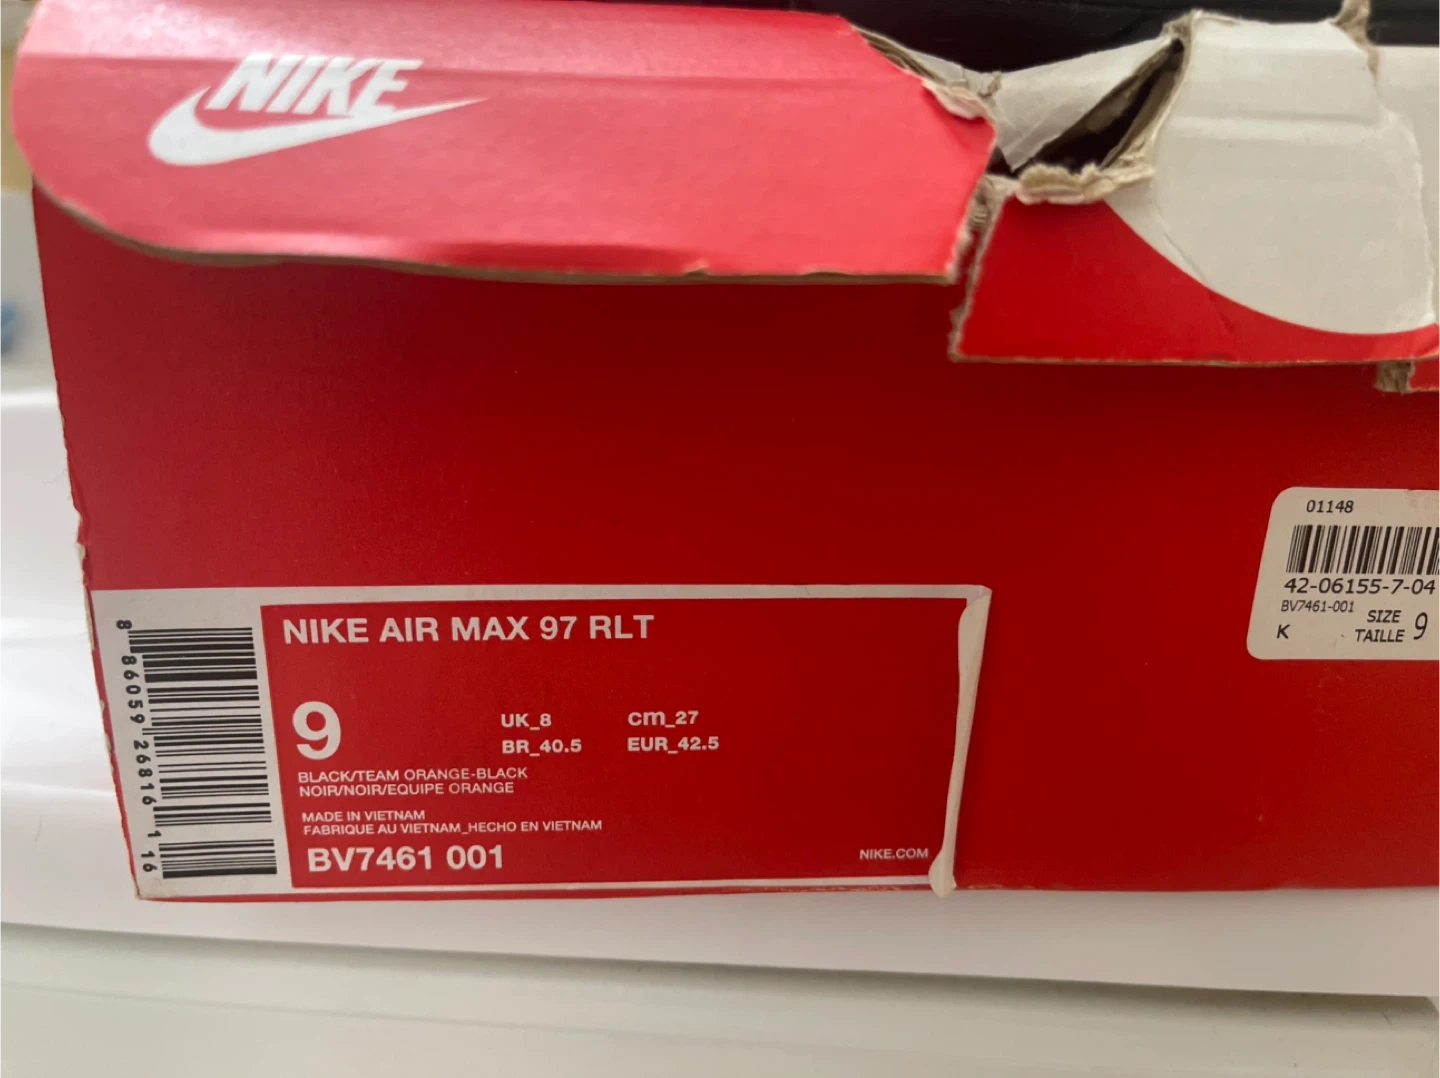 NIKE
01148
42-06155-7-04
BV7461-001
SIZE
K
TAILLE 9
NIKE AIR MAX 97 RLT
9
UK_8
cm_27
BR_40.5
EUR_42.5
BLACK/TEAM ORANGE-BLACK
NOIR/NOIR/EQUIPE ORANGE
MADE IN VIETNAM
FABRIQUE AU VIETNAM_HECHO EN VIETNAM
BV7461 001
NIKE.COM
8 86059 26816 1 16